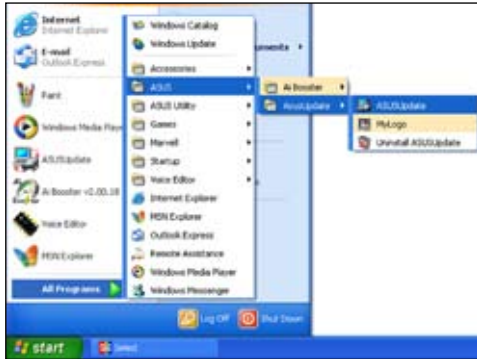 Internet
Internet Explorer
E-mail
Outlook Express
Paint
Windows Media Play
ASUSUpdate
Ai Booster v2.00.18
Voice Editor
MSN Explorer
All Programs
Windows Catalog
Windows Update
Accessories
ASUS
ASUS Utility
Games
Marvell
Startup
Voice Editor
Internet Explorer
MSN Explorer
Outlook Express
Remote Assistance
Windows Media Player
Windows Messenger
uments
Ai Booster
AsusUpdate
ASUSUpdate
MyLogo
Uninstall ASUSUpdate
Log Off
Shut Down
start